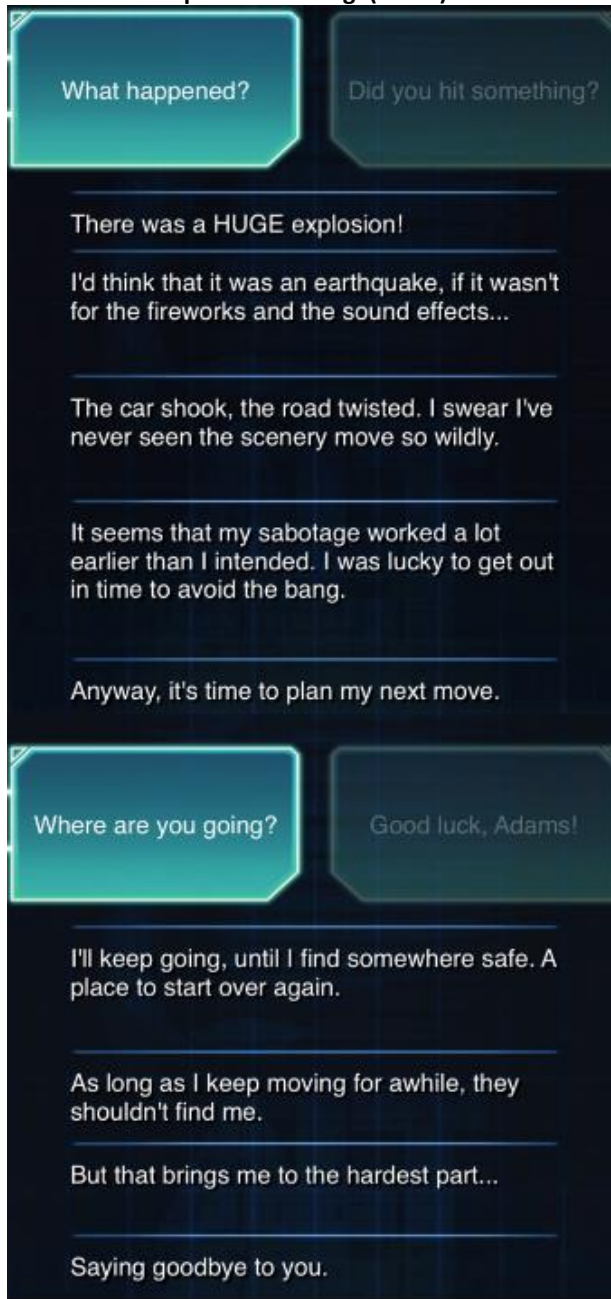 What happened?
Did you hit something?
There was a HUGE explosion!
I'd think that it was an earthquake, if it wasn't
for the fireworks and the sound effects...
The car shook, the road twisted. I swear I've
never seen the scenery move so wildly.
It seems that my sabotage worked a lot
earlier than I intended. I was lucky to get out
in time to avoid the bang.
Anyway, it's time to plan my next move.
Where are you going?
Good luck, Adams!
I'll keep going, until I find somewhere safe. A
place to start over again.
As long as I keep moving for awhile, they
shouldn't find me.
But that brings me to the hardest part...
Saying goodbye to you.